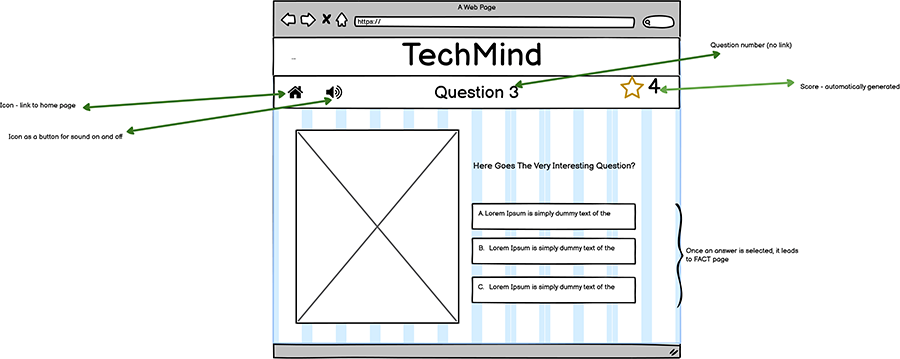 A Web Page
https://
TechMind
Question number (no link)
Question 3
4
Score - automatically generated
Icon - link to home page
Icon as a button for sound on and off
Here Goes The Very Interesting Question?
A.Lorem Ipsum is simply dummy text of the
B. Lorem Ipsum is simply dummy text of the
C. Lorem Ipsum is simply dummy text of the
Once an answer is selected, it leads
to FACT page